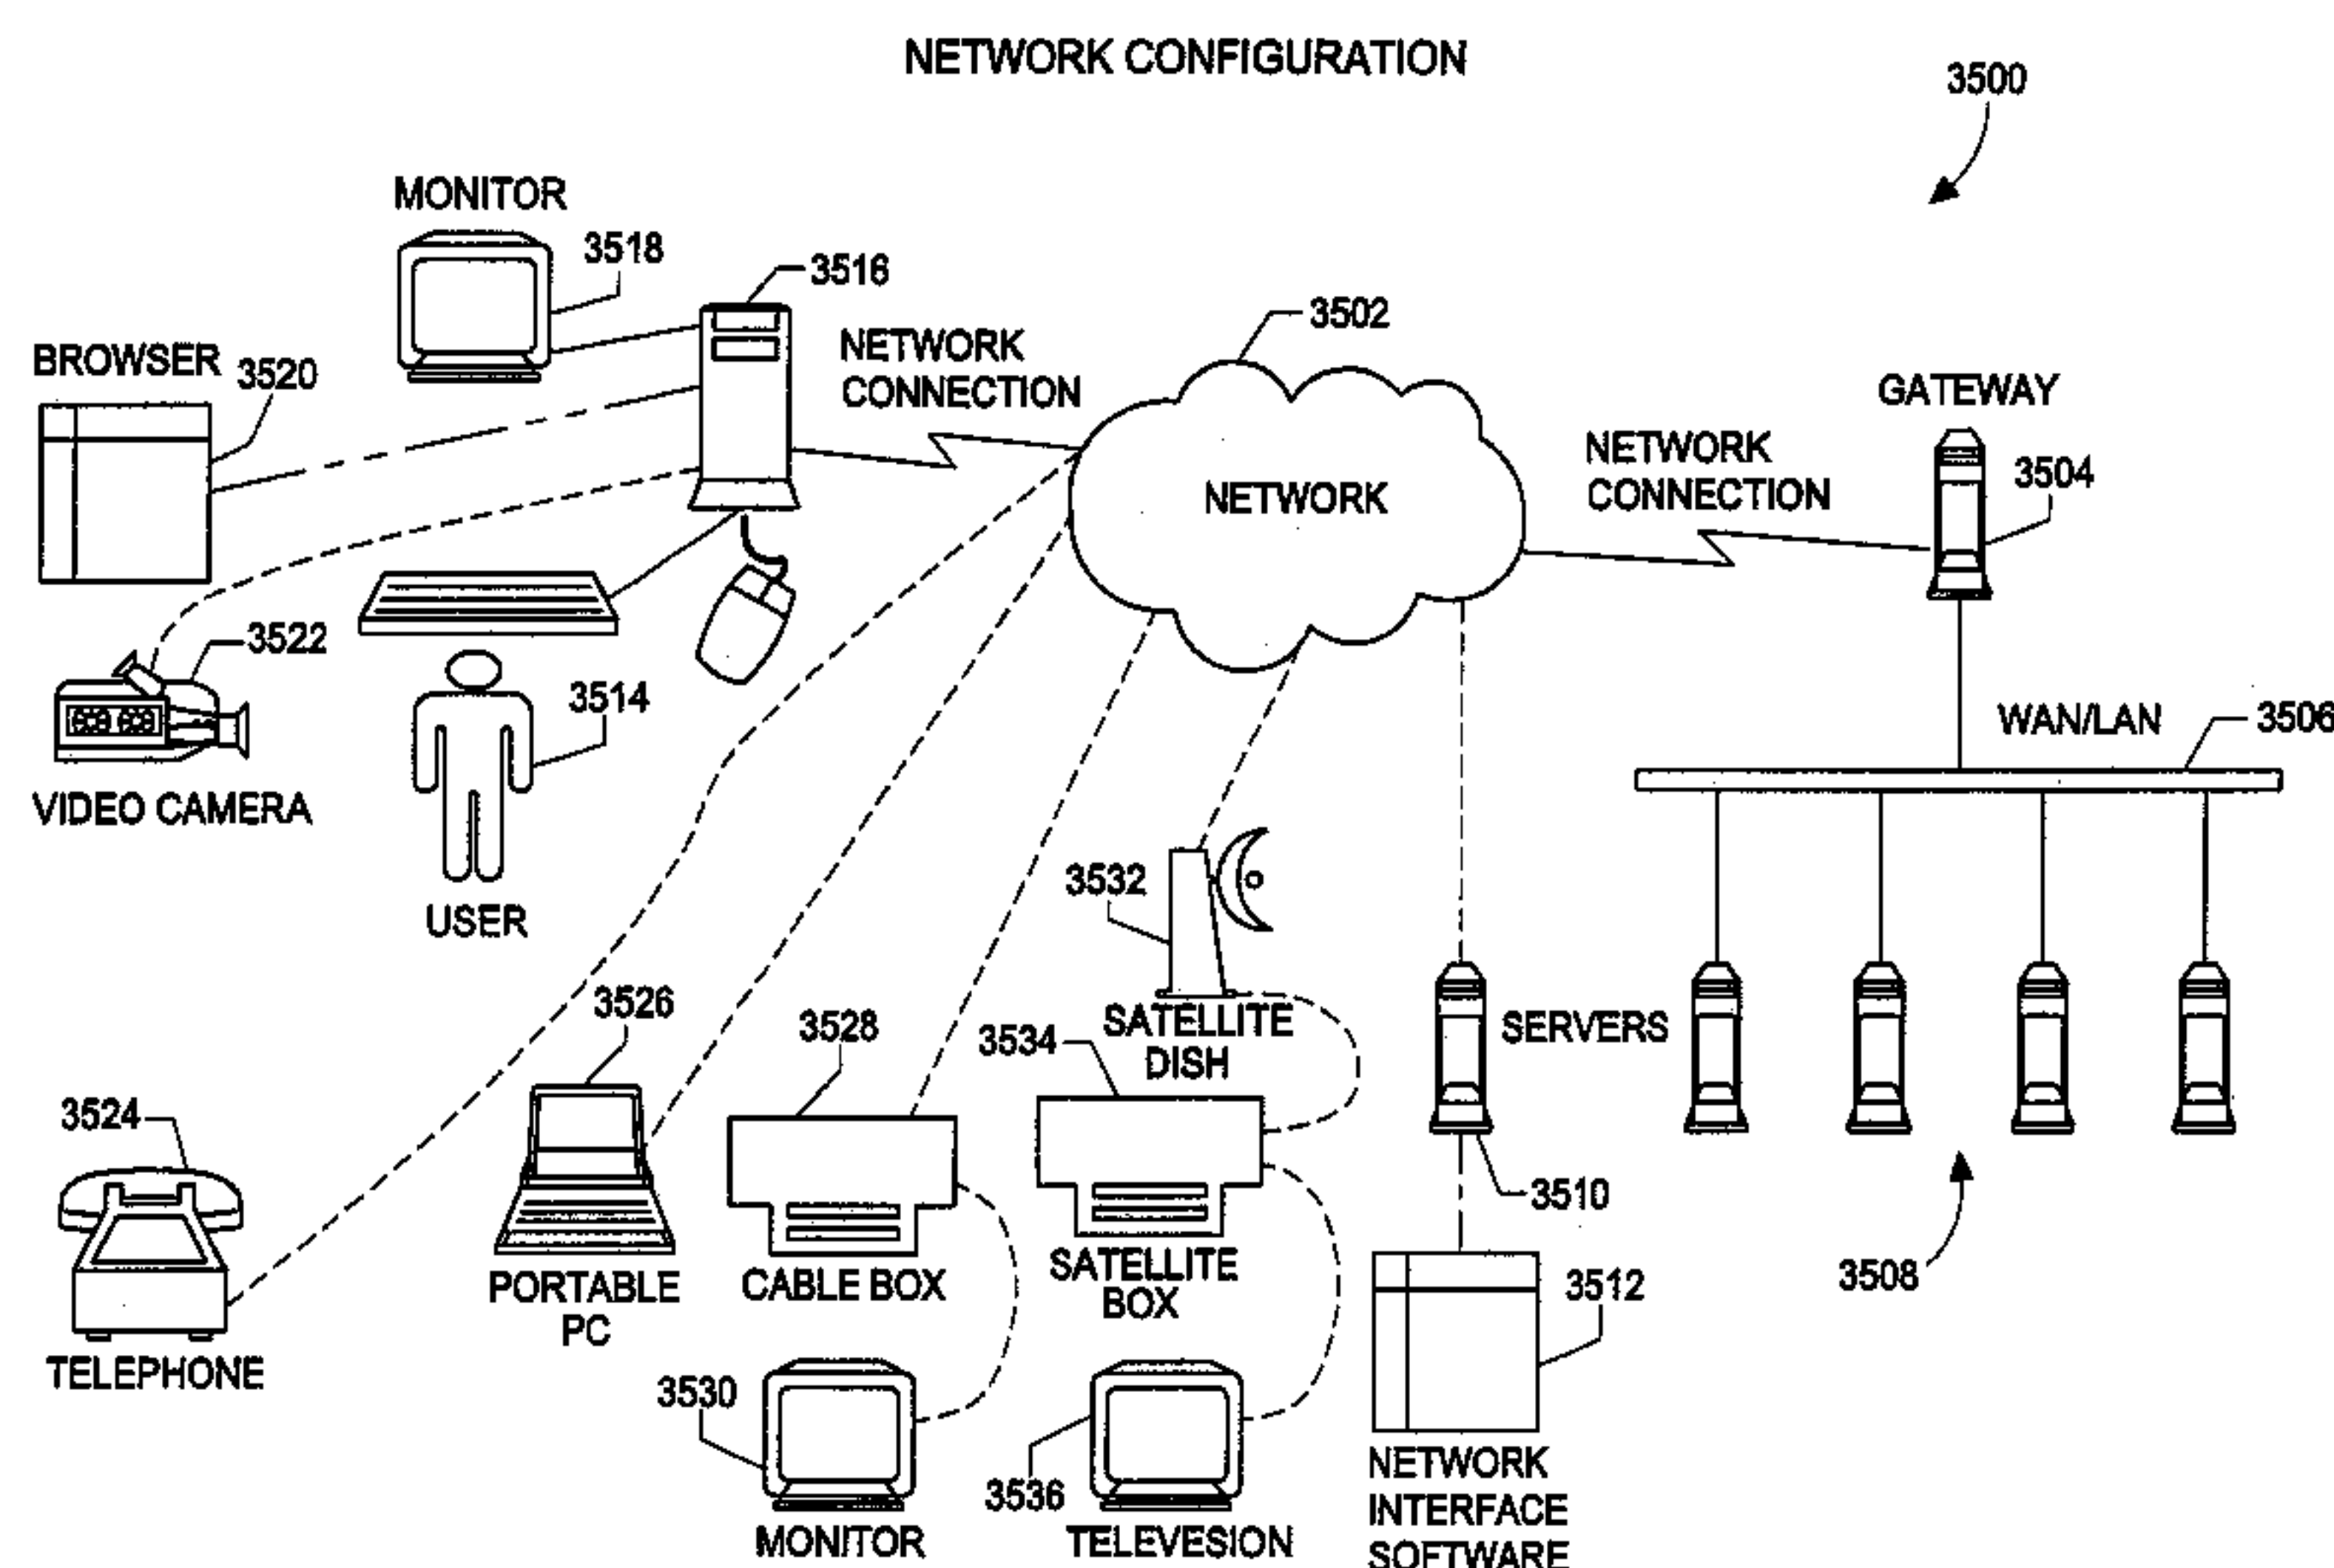 NETWORK CONFIGURATION
3500
MONITOR
3518
3516
3502
BROWSER
3520
NETWORK
CONNECTION
GATEWAY
NETWORK
NETWORK
CONNECTION
3504
3522
3514
VIDEO CAMERA
USER
WAN/LAN
3506
3532
SATELLITE
DISH
SERVERS
3526
3528
3534
3524
3510
3508
TELEPHONE
PORTABLE
PC
CABLE BOX
SATELLITE
BOX
3512
3530
3536
MONITOR
TELEVESION
NETWORK
INTERFACE
SOFTWARE